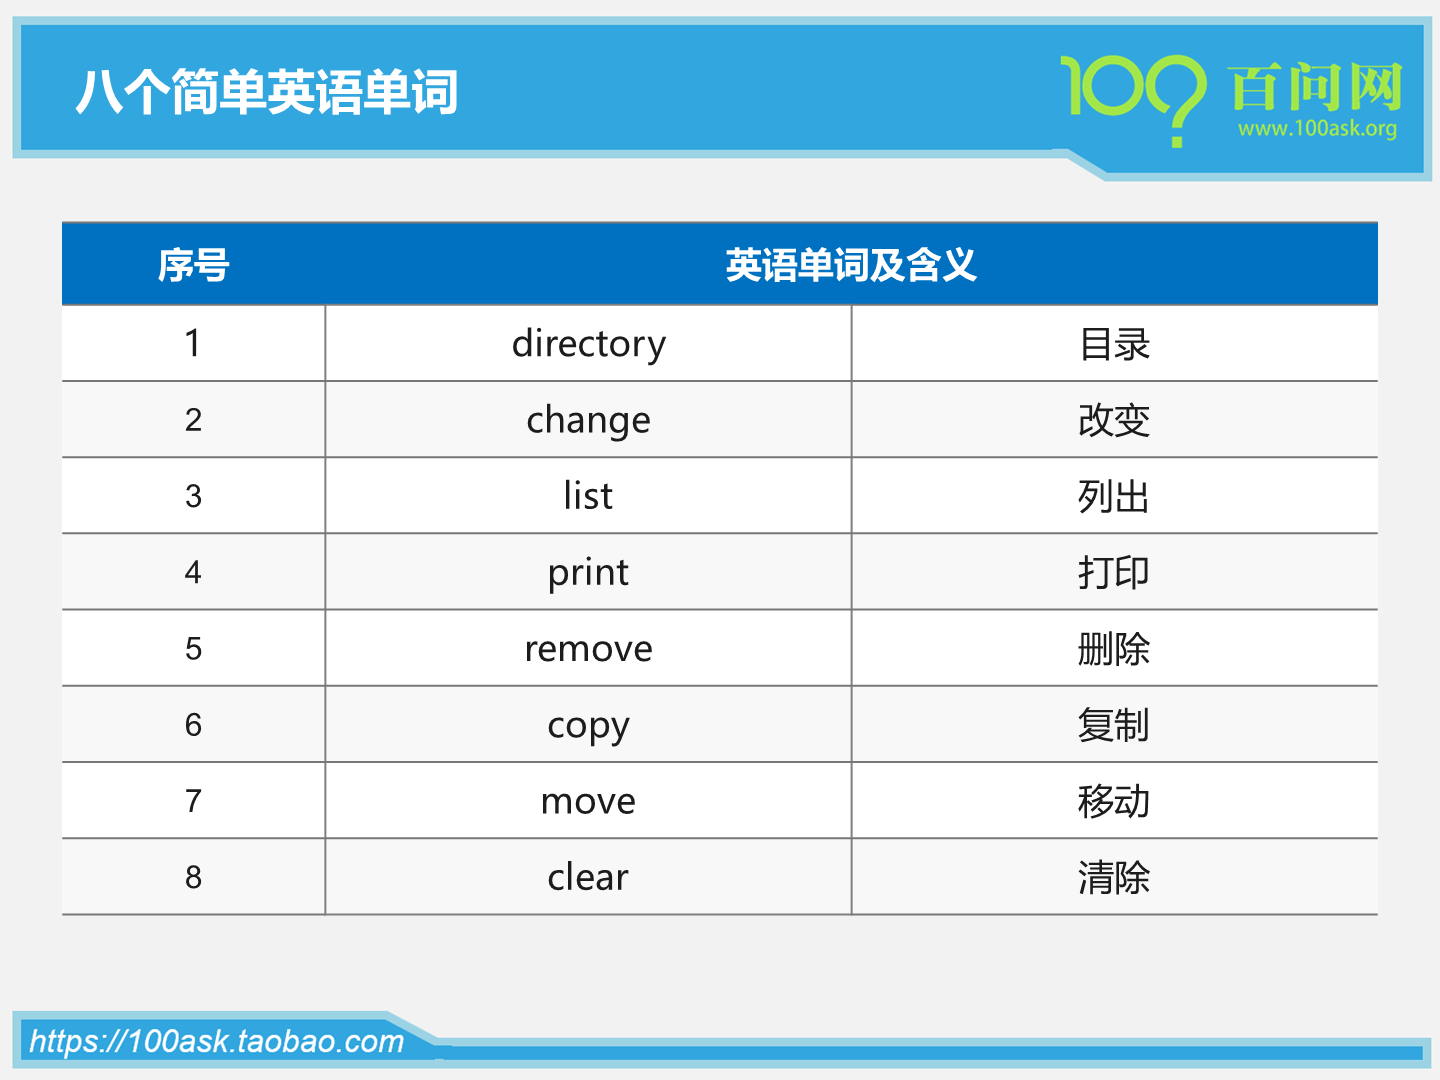 八个简单英语单词
100? 百问网
www.100ask.org
序号 英语单词及含义
1 directory 目录
2 change 改变
3 list 列出
4 print 打印
5 remove 删除
6 copy 复制
7 move 移动
8 clear 清除
https://100ask.taobao.com